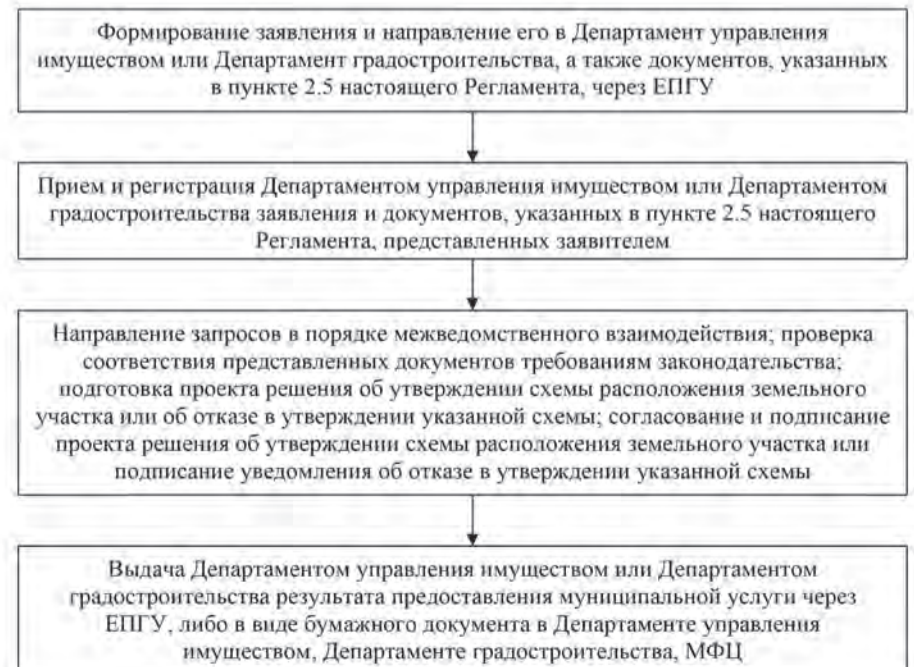 Формирование заявления и направление его в Департамент управления
имуществом или Департамент градостроительства, а также документов, указанных
в пункте 2.5 настоящего Регламента, через ЕПГУ
Прием и регистрация Департаментом управления имуществом или Департаментом
градостроительства заявления и документов, указанных в пункте 2.5 настоящего
Регламента, представленных заявителем
Направление запросов в порядке межведомственного взаимодействия; проверка
соответствия представленных документов требованиям законодательства;
подготовка проекта решения об утверждении схемы расположения земельного
участка или об отказе в утверждении указанной схемы; согласование и подписание
проекта решения об утверждении схемы расположения земельного участка или
подписание уведомления об отказе в утверждении указанной схемы
Выдача Департаментом управления имуществом или Департаментом
градостроительства результата предоставления муниципальной услуги через
ЕПГУ, либо в виде бумажного документа в Департаменте управления
имуществом, Департаменте градостроительства, МФЦ